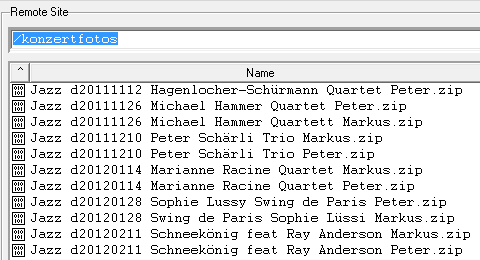 Remote Site
/konzertfotos
^ Name
Jazz d20111112 Hagenlocher-Schürmann Quartet Peter.zip
Jazz d20111126 Michael Hammer Quartet Peter.zip
Jazz d20111126 Michael Hammer Quartett Markus.zip
Jazz d20111210 Peter Schärli Trio Markus.zip
Jazz d20111210 Peter Schärli Trio Peter.zip
Jazz d20120114 Marianne Racine Quartet Markus.zip
Jazz d20120114 Marianne Racine Quartet Peter.zip
Jazz d20120128 Sophie Lussy Swing de Paris Peter.zip
Jazz d20120128 Swing de Paris Sophie Lüssi Markus.zip
Jazz d20120211 Schneekönig feat Ray Anderson Markus.zip
Jazz d20120211 Schneekönig feat Ray Anderson Peter.zip